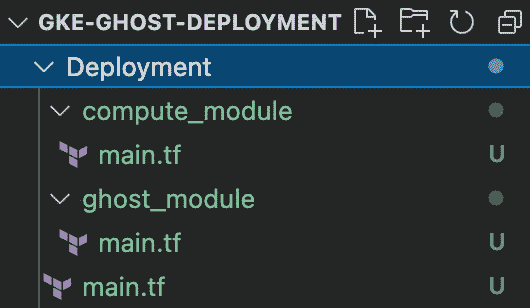 GKE-GHOST-DEPLOYMENT
Deployment
compute_module
main.tf U
ghost_module
main.tf U
main.tf U